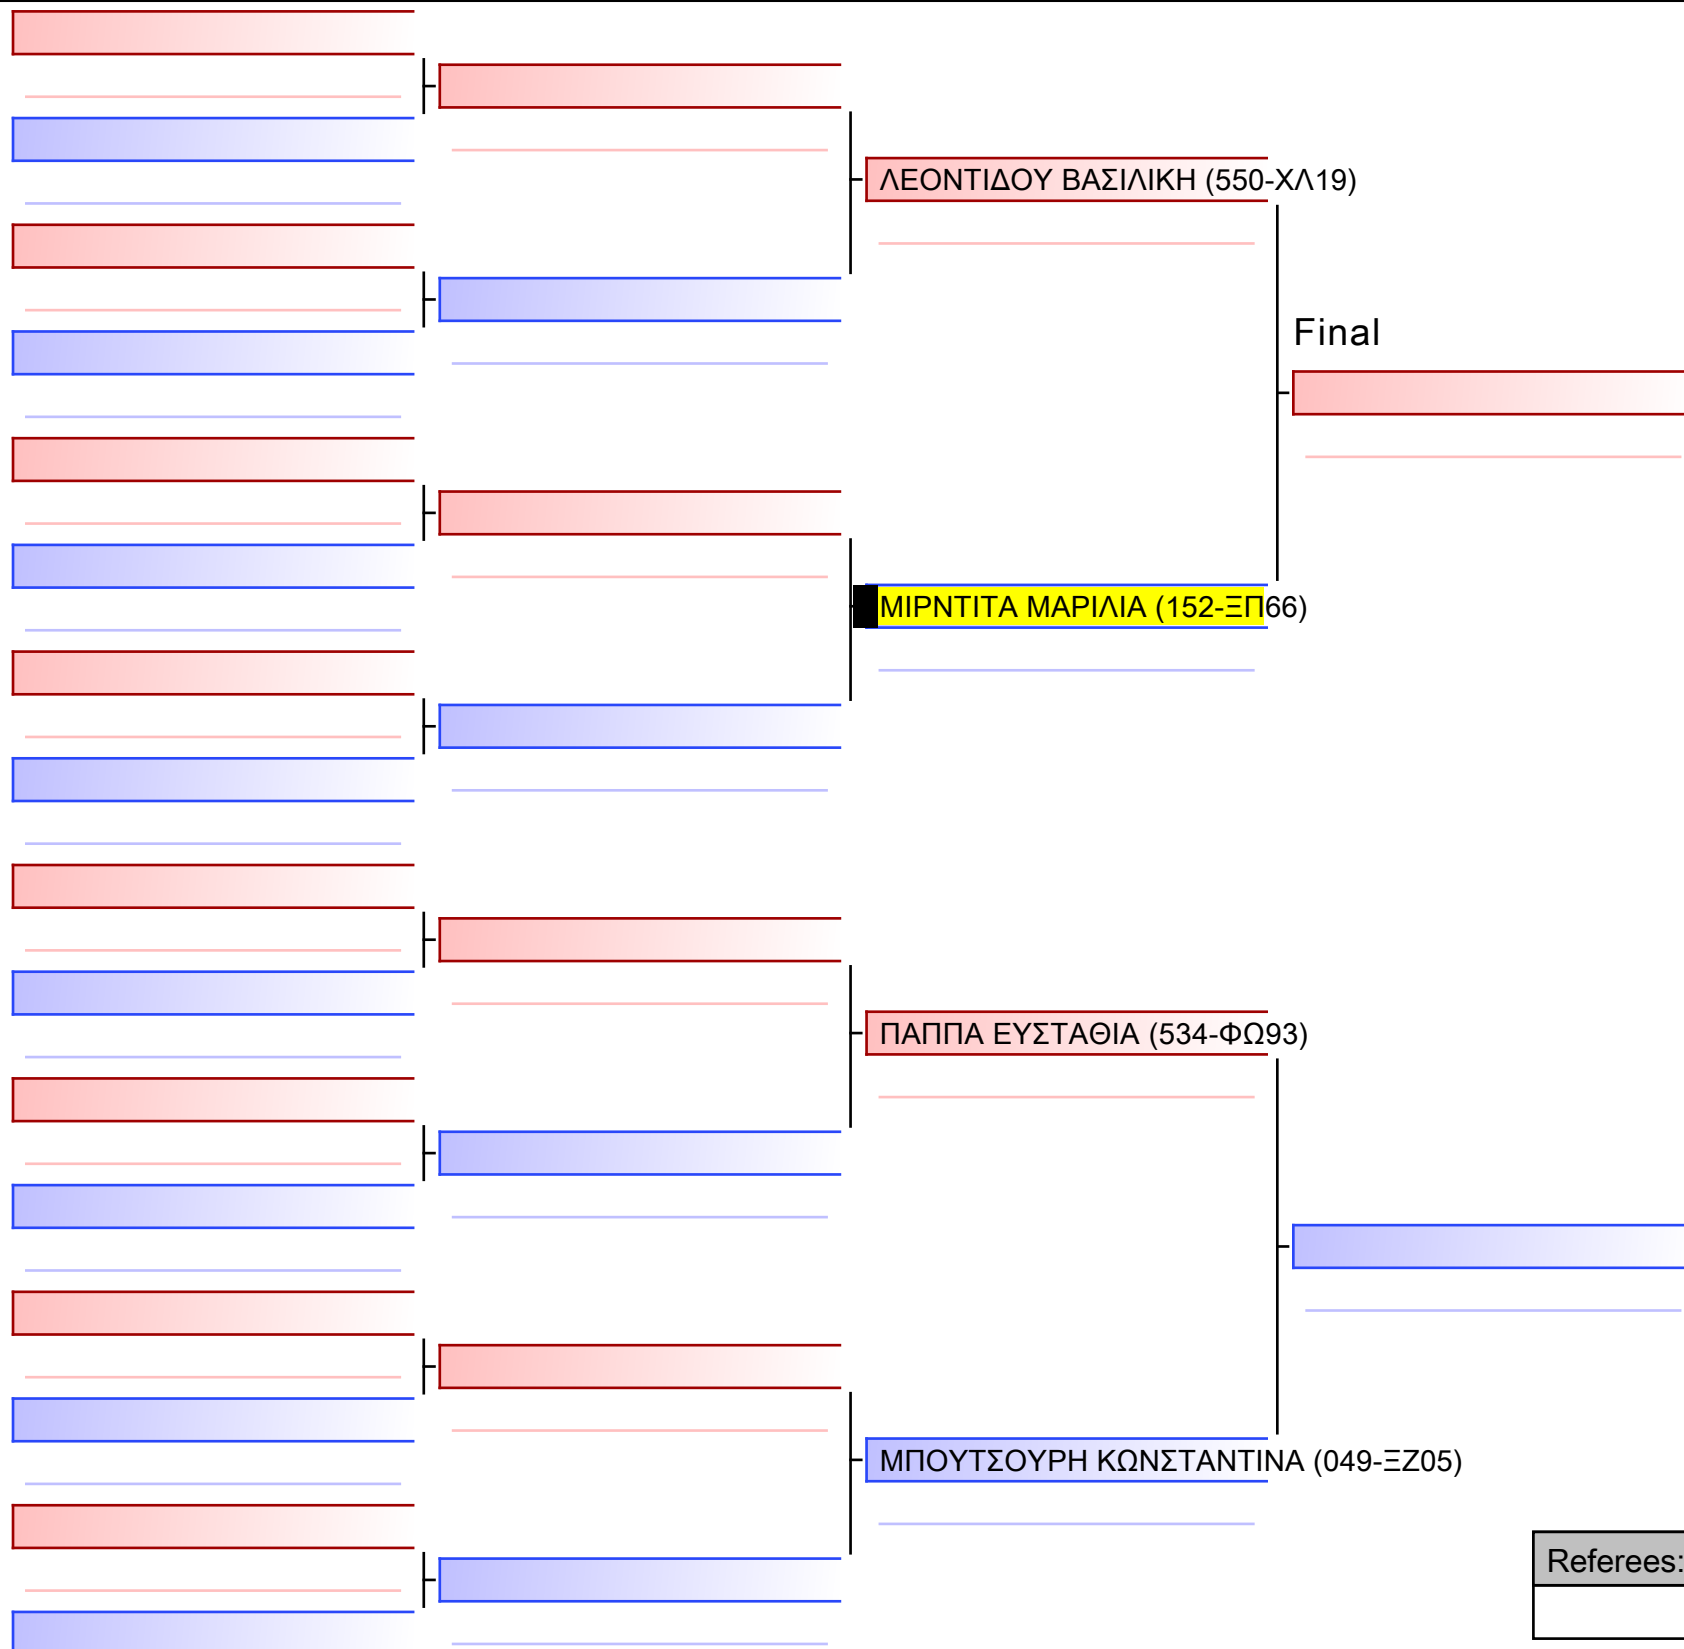 ΛΕΟΝΤΙΔΟΥ ΒΑΣΙΛΙΚΗ (550-ΧΛ19)
Final
ΜΙΡΝΤΙΤΑ ΜΑΡΙΛΙΑ (152-ΞΠ66)
ΠΑΠΠΑ ΕΥΣΤΑΘΙΑ (534-ΦΩ93)
ΜΠΟΥΤΣΟΥΡΗ ΚΩΝΣΤΑΝΤΙΝΑ (049-ΞΖ05)
Referees: